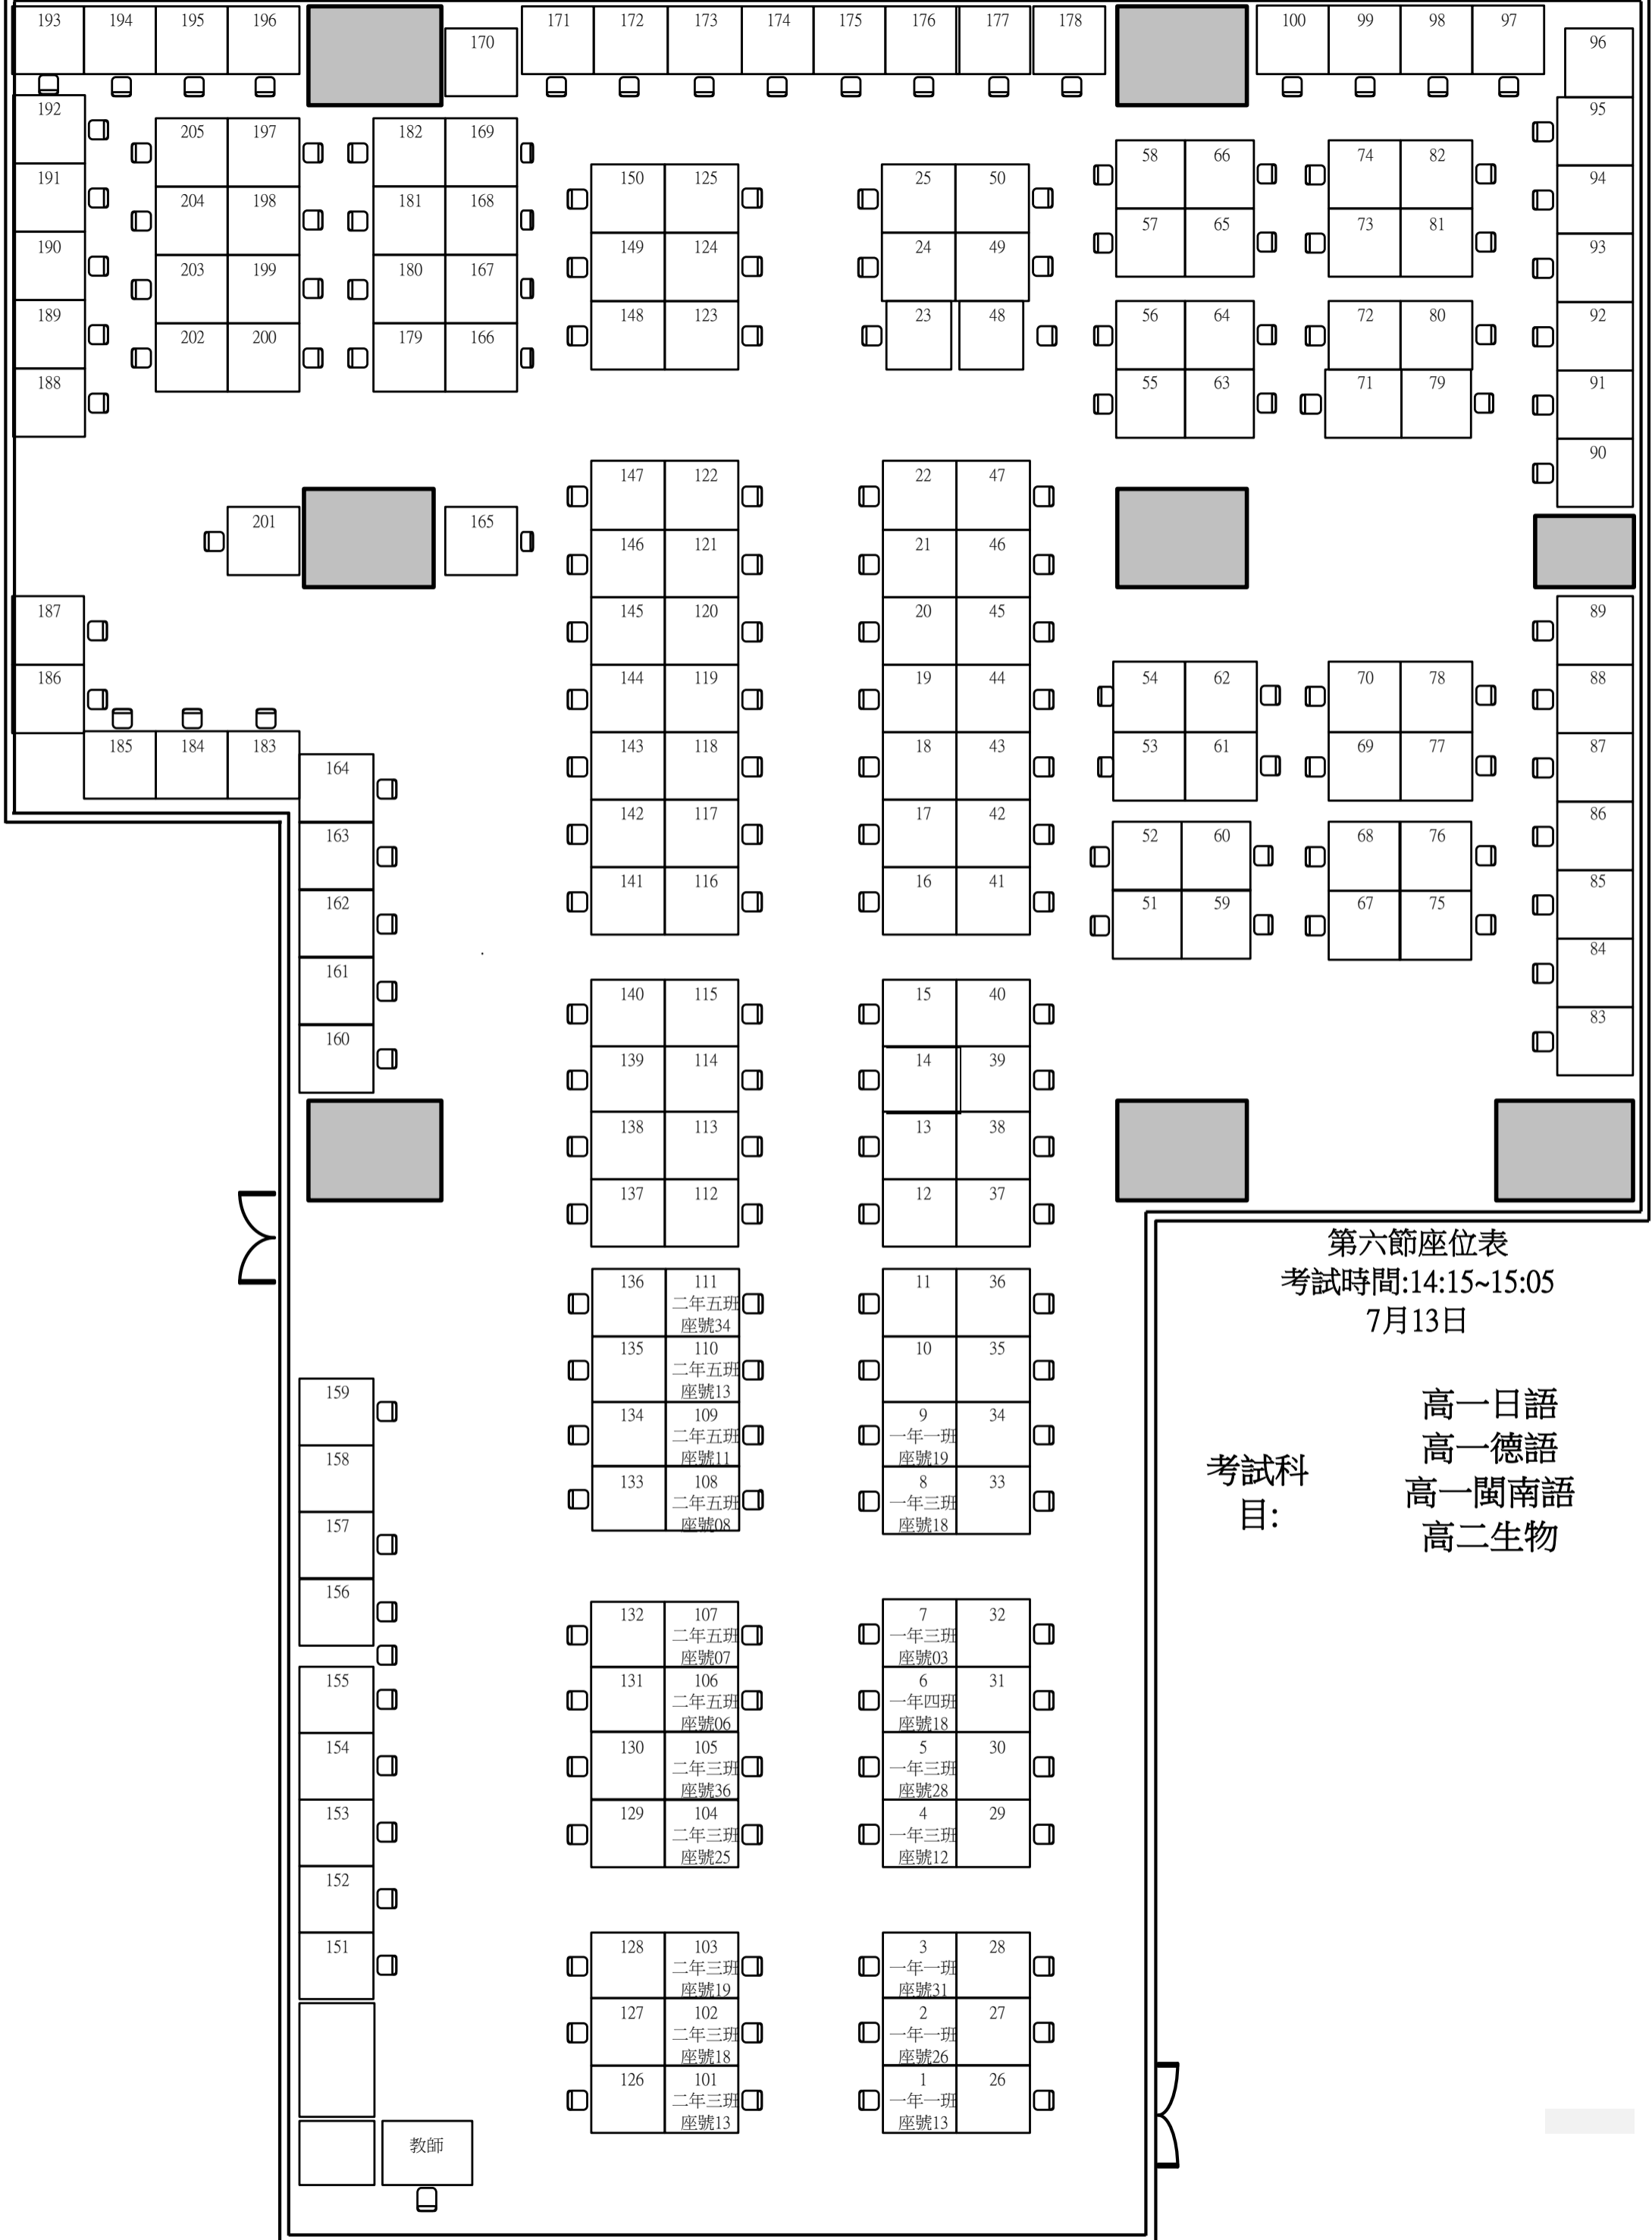 193 194 195 196 170 171 172 173 174 175 176 177 178 100 99 98 97 96
192 205 197 182 169 95
150 125 25 50 58 66 74 82
191 204 198 181 168 94
149 124 24 49 57 65 73 81
190 203 199 180 167 93
148 123 23 48 56 64 72 80
189 202 200 179 166 92
188 55 63 71 79 91
147 122 22 47 90
201 165
146 121 21 46
187 145 120 20 45 89
186 144 119 19 44 54 62 70 78 88
185 184 183 143 118 18 43 53 61 69 77 87
164
142 117 17 42 86
163 52 60 68 76
141 116 16 41 85
162 51 59 67 75
84
161
140 115 15 40
83
160
139 114 14 39
138 113 13 38
137 112 12 37
第六節座位表
考試時間:14:15~15:05
7月13日
136 111 11 36
二年五班
座號34
135 110 10 35
二年五班
座號13
159
134 109 9 34
二年五班 一年一班
座號11 座號19
158
133 108 8 33
二年五班 一年三班
座號08 座號18
157
考試科
目:
高一日語
高一德語
高一閩南語
高二生物
156
132 107 7 32
二年五班 一年三班
座號07 座號03
155
131 106 6 31
二年五班 一年四班
座號06 座號18
154
130 105 5 30
二年三班 一年三班
座號36 座號28
153
129 104 4 29
二年三班 一年三班
座號25 座號12
152
151
128 103 3 28
二年三班 一年一班
座號19 座號31
127 102 2 27
二年三班 一年一班
座號18 座號26
126 101 1 26
二年三班 一年一班
座號13 座號13
教師